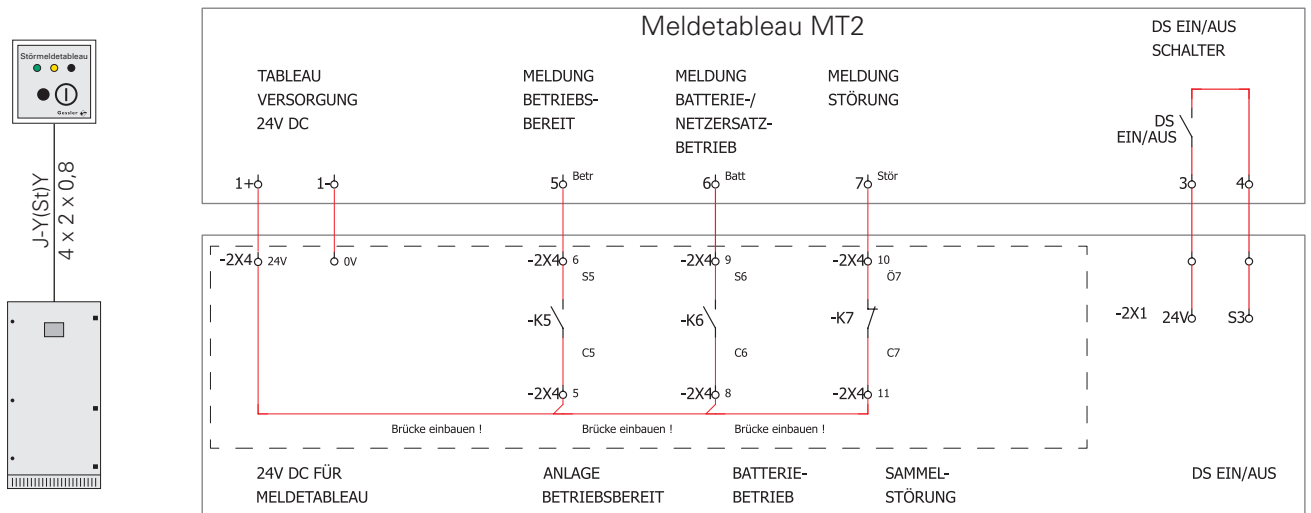 Störmeldetableau
Gessler
J-Y(St)Y
4 x 2 x 0,8
Meldetableau MT2
DS EIN/AUS
SCHALTER
TABLEAU
VERSORGUNG
24V DC
MELDUNG
BETRIEBS-
BEREIT
MELDUNG
BATTERIE-/
NETZERSATZ-
BETRIEB
MELDUNG
STÖRUNG
DS
EIN/AUS
1+
1-
5 Betr
6 Batt
7 Stör
3
4
-2X4 24V
0V
-2X4 6
-2X4 9
-2X4 10
S5
S6
Ö7
-K5
-K6
-K7
-2X1 24V
S3
C5
C6
C7
-2X4 5
-2X4 8
-2X4 11
Brücke einbauen !
Brücke einbauen !
Brücke einbauen !
24V DC FÜR
MELDETABLEAU
ANLAGE
BETRIEBSBEREIT
BATTERIE-
BETRIEB
SAMMEL-
STÖRUNG
DS EIN/AUS